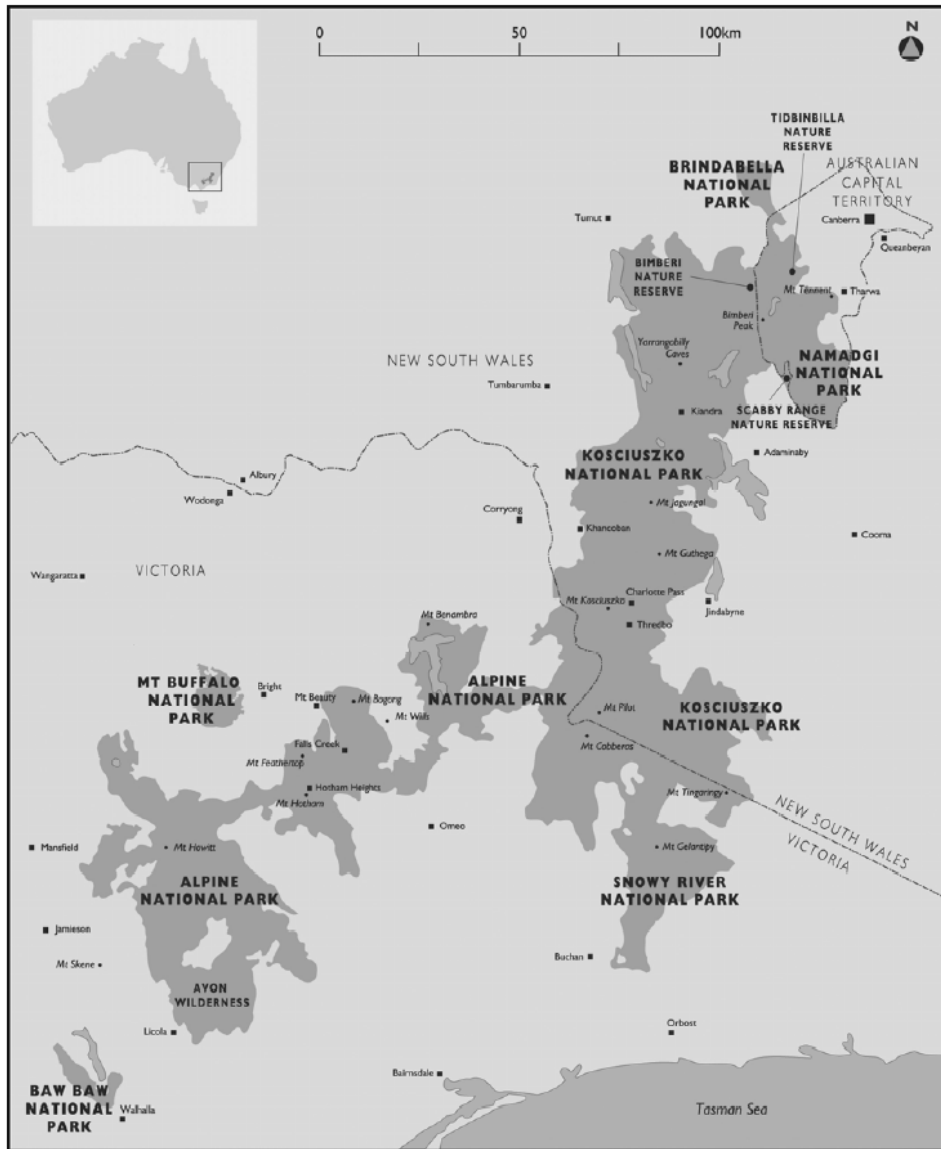 0 50 100km
N
TIDBINBILLA
NATURE
RESERVE
BRINDABELLA
NATIONAL
PARK
AUSTRALIAN
CAPITAL
TERRITORY
Tumut
Canberra
Queanbeyan
BIMBERI
NATURE
RESERVE
Mt Tennent
Tharwa
Bimberi
Peak
Yarrangobilly
Caves
NEW SOUTH WALES
NAMADGI
NATIONAL
PARK
Tumbarumba
Kiandra
SCABBY RANGE
NATURE RESERVE
KOSCIUSZKO
NATIONAL PARK
Adaminaby
Albury
Wodonga
Mt Jagungal
Corryong
Khancoban
Cooma
Mt Guthega
VICTORIA
Wangaratta
Charlotte Pass
Mt Kosciuszko
Jindabyne
Mt Benambra
Thredbo
MT BUFFALO
NATIONAL
PARK
Bright
Mt Beauty
Mt Bogong
ALPINE
NATIONAL PARK
Mt Wills
KOSCIUSZKO
NATIONAL PARK
Mt Pilot
Mt Cobberas
Falls Creek
Mt Feathertop
Hotham Heights
Mt Hotham
Mt Tingaringy
Omeo
NEW SOUTH WALES
VICTORIA
Mansfield
Mt Howitt
Mt Gelantipy
ALPINE
NATIONAL PARK
SNOWY RIVER
NATIONAL PARK
Jamieson
Mt Skene
Buchan
AYON
WILDERNESS
Licola
Orbost
Bairnsdale
BAW BAW
NATIONAL
PARK
Walhalla
Tasman Sea